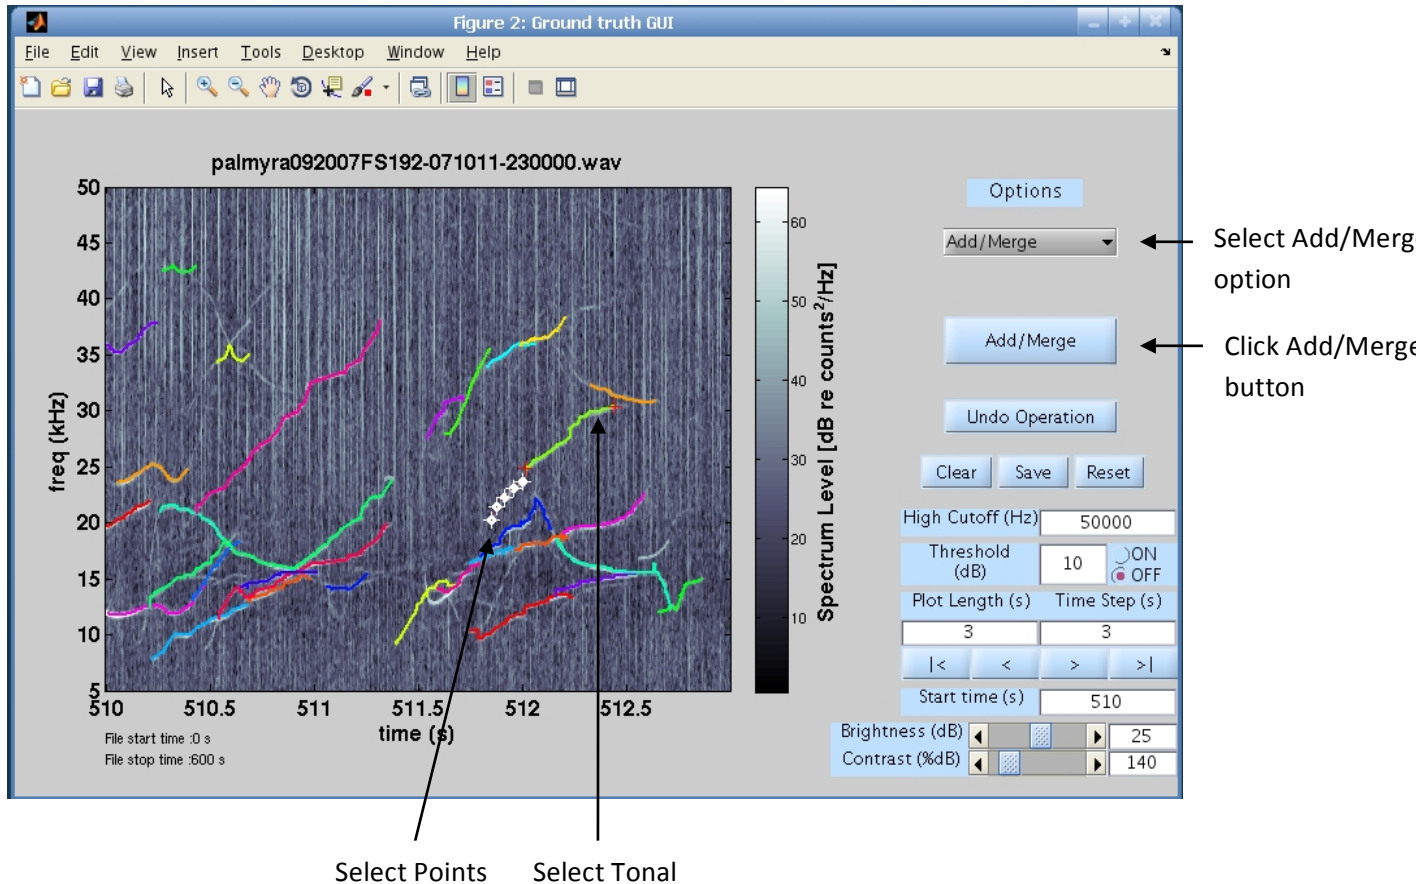 Figure 2: Ground truth GUI
File Edit View Insert Tools Desktop Window Help
palmyra092007FS192-071011-230000.wav
50
45
40
35
30
25
20
15
10
5
freq (kHz)
510 510.5 511 511.5 512 512.5
time (s)
File start time :0 s
File stop time :600 s
60
50
40
30
20
10
Spectrum Level [dB re counts²/Hz]
Options
Add/Merge
Add/Merge
Undo Operation
Clear Save Reset
High Cutoff (Hz) 50000
Threshold (dB) 10 ON
OFF
Plot Length (s) Time Step (s)
3 3
|< < > >|
Start time (s) 510
Brightness (dB) 25
Contrast (%dB) 140
Select Add/Merg
option
Click Add/Merge
button
Select Points Select Tonal